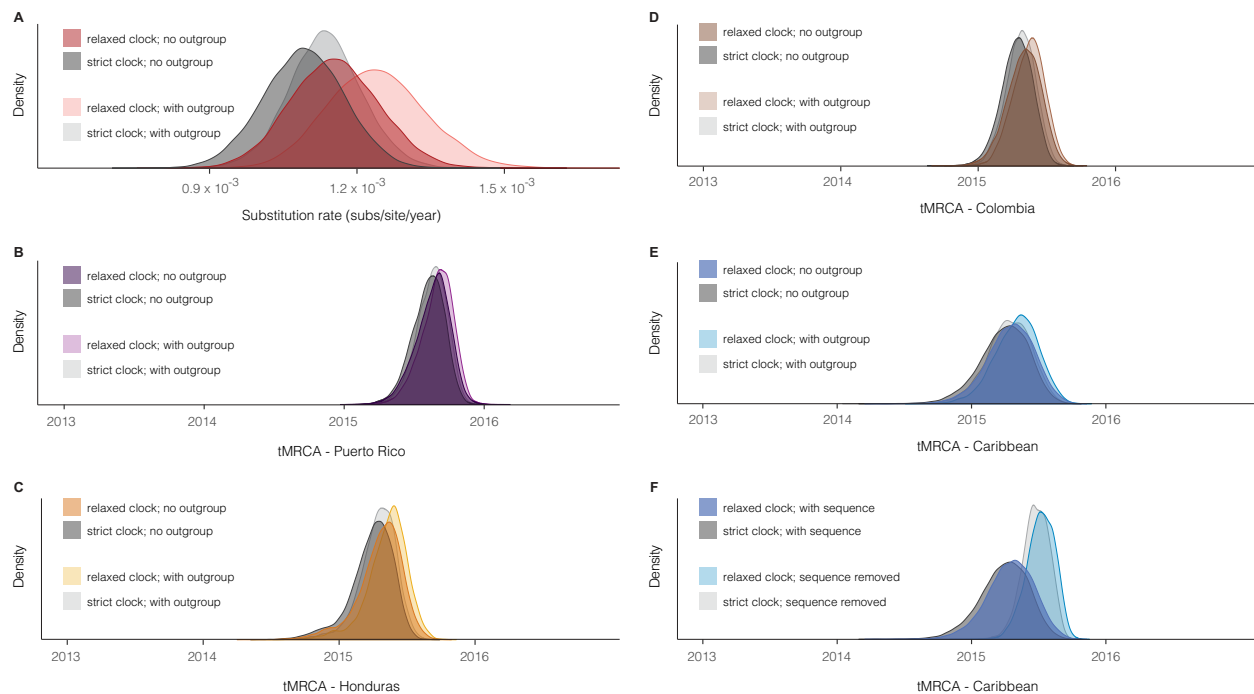 A
relaxed clock; no outgroup
strict clock; no outgroup
relaxed clock; with outgroup
strict clock; with outgroup
Density
0.9 x 10⁻³ 1.2 x 10⁻³ 1.5 x 10⁻³
Substitution rate (subs/site/year)
B
relaxed clock; no outgroup
strict clock; no outgroup
relaxed clock; with outgroup
strict clock; with outgroup
Density
2013 2014 2015 2016
tMRCA - Puerto Rico
C
relaxed clock; no outgroup
strict clock; no outgroup
relaxed clock; with outgroup
strict clock; with outgroup
Density
2013 2014 2015 2016
tMRCA - Honduras
D
relaxed clock; no outgroup
strict clock; no outgroup
relaxed clock; with outgroup
strict clock; with outgroup
Density
2013 2014 2015 2016
tMRCA - Colombia
E
relaxed clock; no outgroup
strict clock; no outgroup
relaxed clock; with outgroup
strict clock; with outgroup
Density
2013 2014 2015 2016
tMRCA - Caribbean
F
relaxed clock; with sequence
strict clock; with sequence
relaxed clock; sequence removed
strict clock; sequence removed
Density
2013 2014 2015 2016
tMRCA - Caribbean